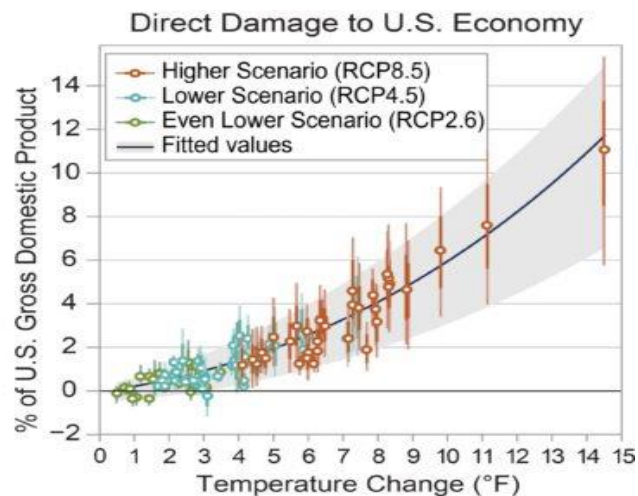 Direct Damage to U.S. Economy
Higher Scenario (RCP8.5)
Lower Scenario (RCP4.5)
Even Lower Scenario (RCP2.6)
Fitted values
% of U.S. Gross Domestic Product
14
12
10
8
6
4
2
0
−2
0 1 2 3 4 5 6 7 8 9 10 11 12 13 14 15
Temperature Change (°F)